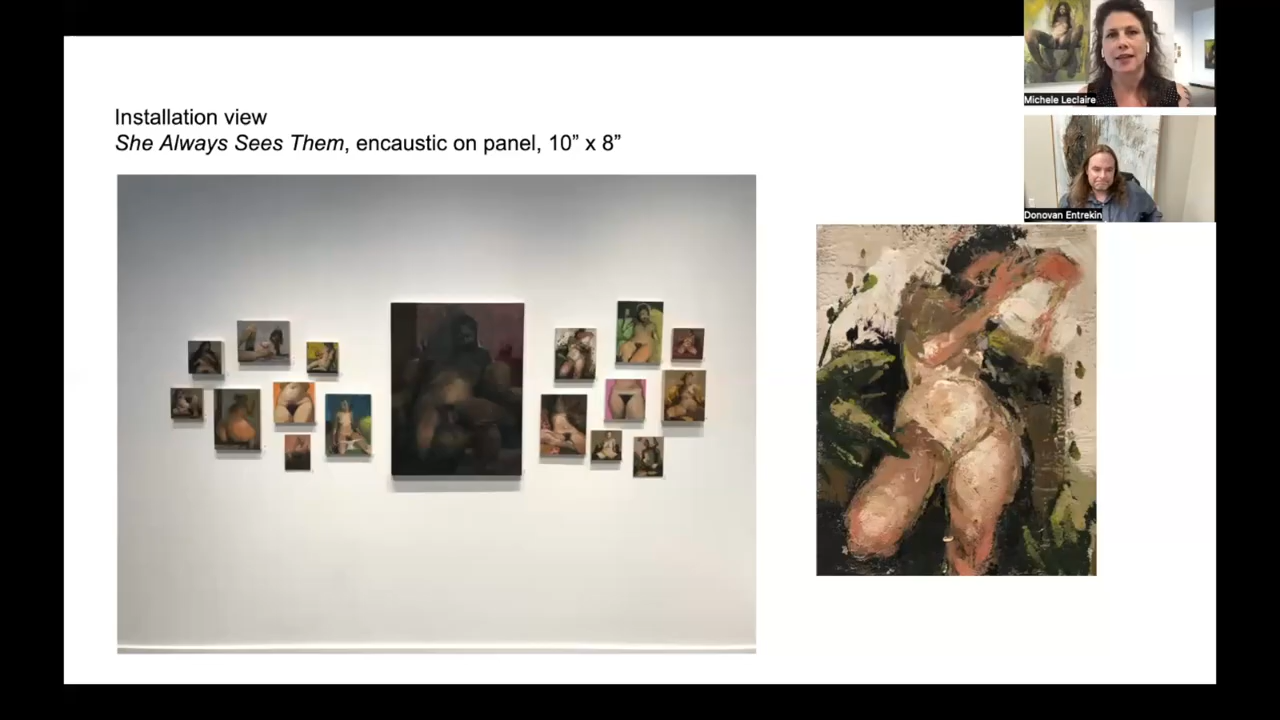 Installation view
She Always Sees Them, encaustic on panel, 10” x 8”
Michele Leclaire
Donovan Entrekin